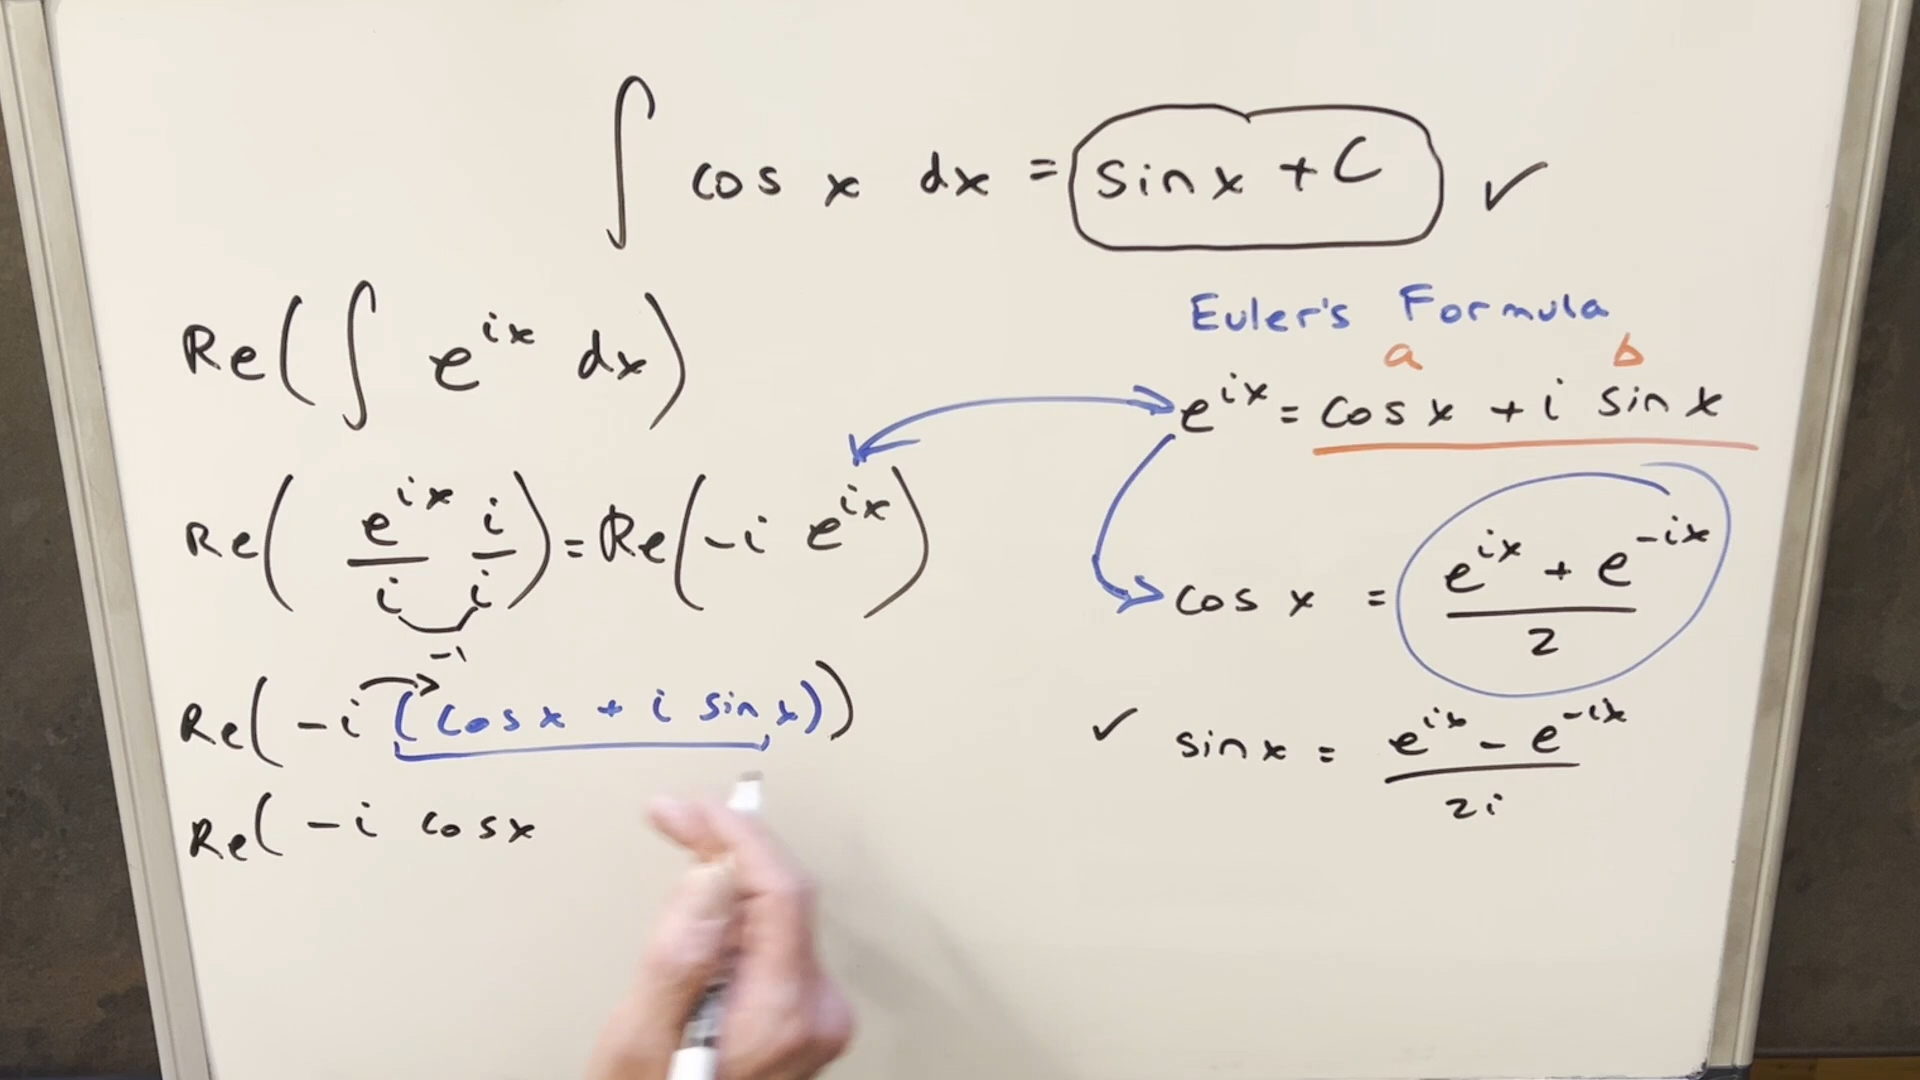 ∫ cos x dx = sin x + C ✓
Re(∫ e^{ix} dx)
Re(e^{ix}/i i/i) = Re(-i e^{ix})
-1
Re(-i (cos x + i sin x))
Re(-i cos x
Euler's Formula
a b
e^{ix} = cos x + i sin x
cos x = (e^{ix} + e^{-ix})/2
✓ sin x = (e^{ix} - e^{-ix})/2i